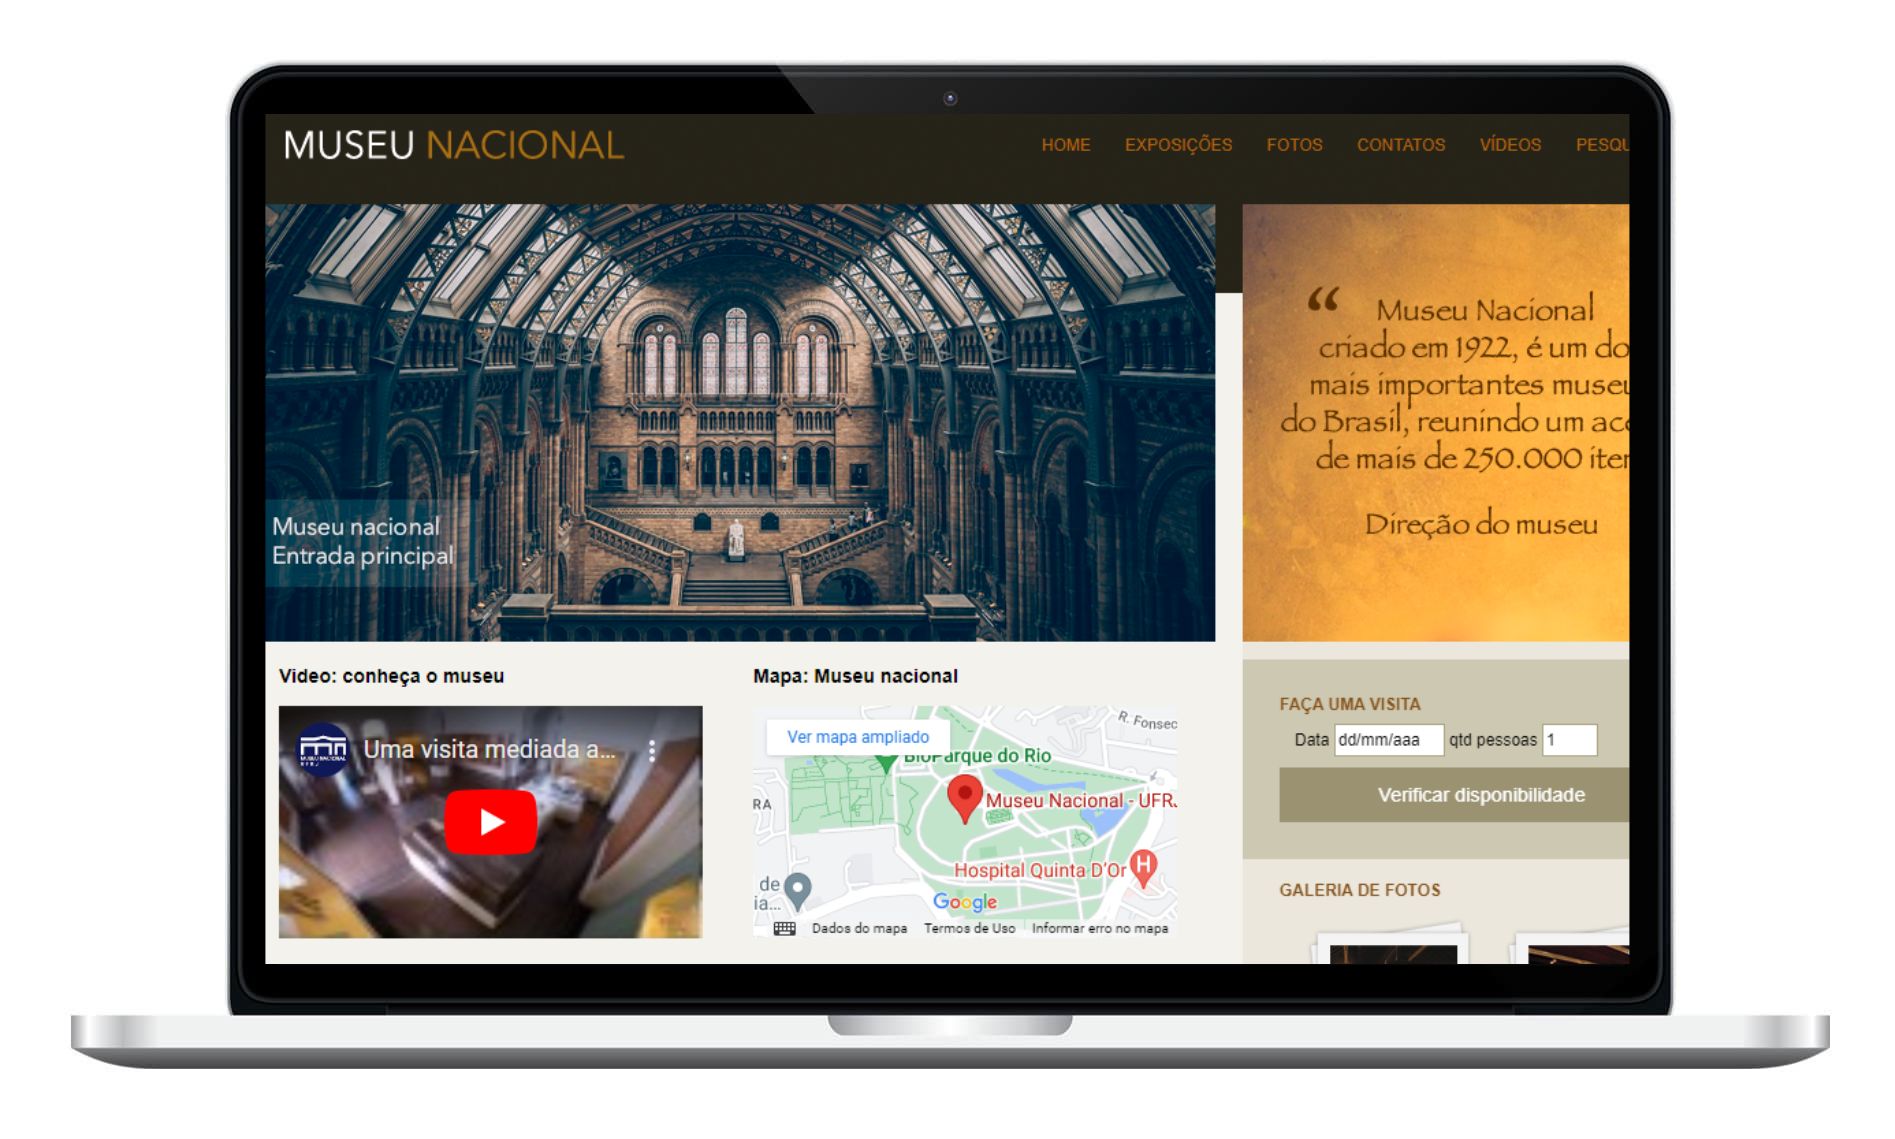 MUSEU NACIONAL
HOME EXPOSIÇÕES FOTOS CONTATOS VÍDEOS PESQU
“ Museu Nacional
criado em 1922, é um do
mais importantes museu
do Brasil, reunindo um ace
de mais de 250.000 iten
Direção do museu
Museu nacional
Entrada principal
Video: conheça o museu
Uma visita mediada a...
Mapa: Museu nacional
Ver mapa ampliado
R. Fonsec
BioParque do Rio
RA
Museu Nacional - UFRJ
Hospital Quinta D'Or
H
de
ia...
Google
Dados do mapa Termos de Uso Informar erro no mapa
FAÇA UMA VISITA
Data dd/mm/aaa qtd pessoas 1
Verificar disponibilidade
GALERIA DE FOTOS